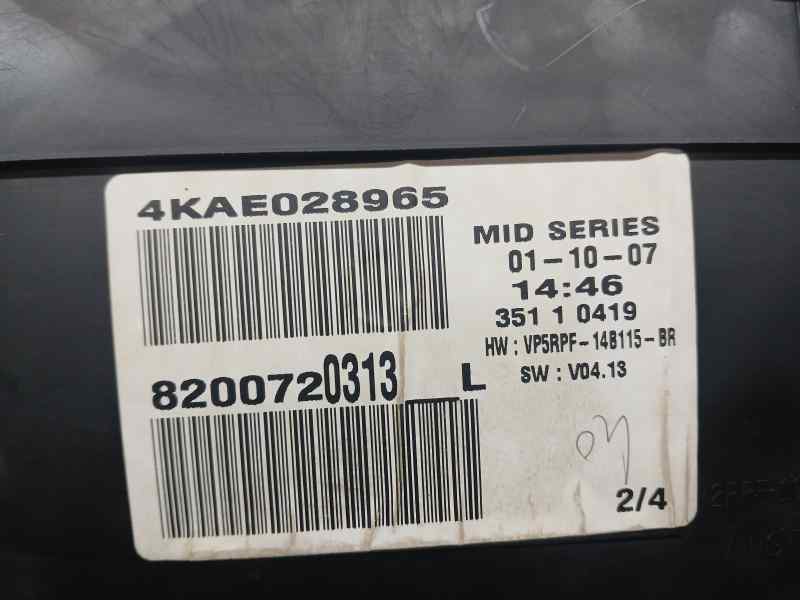 4KAE028965
MID SERIES
01-10-07
14:46
351 1 0419
HW : VP5RPF-14B115-BR
SW : V04.13
8200720313__L
2/4